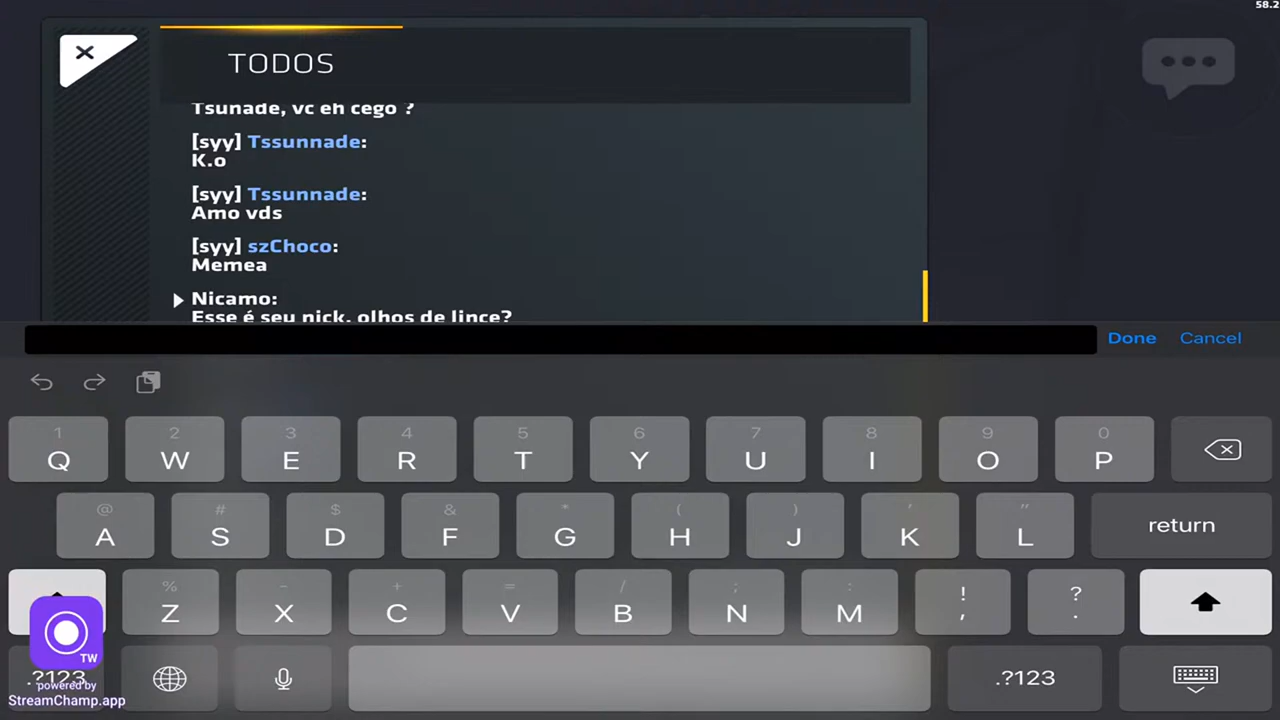 58.2
TODOS
Tsunade, vc eh cego ?
[syy] Tssunnade:
K.o
[syy] Tssunnade:
Amo vds
[syy] szChoco:
Memea
Nicamo:
Esse é seu nick, olhos de lince?
Done Cancel
1 2 3 4 5 6 7 8 9 0
Q W E R T Y U I O P
@ # $ & * ( ) ' "
A S D F G H J K L return
% - + = / ; : ! ?
Z X C V B N M , .
TW
.?123 .?123
powered by
StreamChamp.app